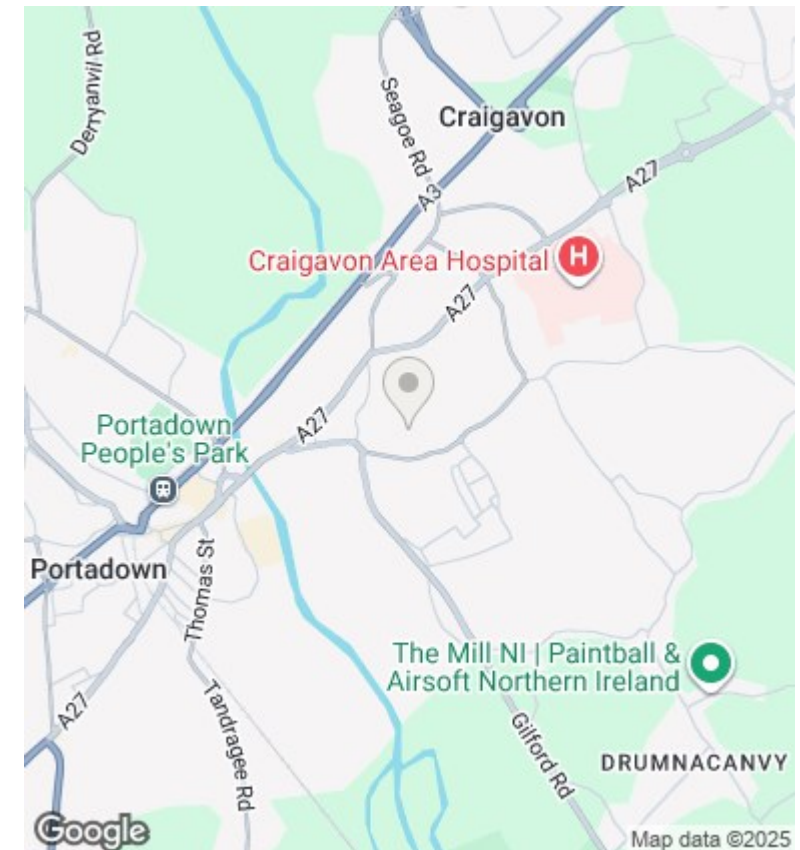 Derryanvil Rd
Seagoe Rd
Craigavon
A3
A27
Craigavon Area Hospital
H
A27
Portadown
People's Park
A27
Portadown
Thomas St
The Mill NI | Paintball &
Airsoft Northern Ireland
A27
Tandragee Rd
Gilford Rd
DRUMNACANVY
Google
Map data ©2025